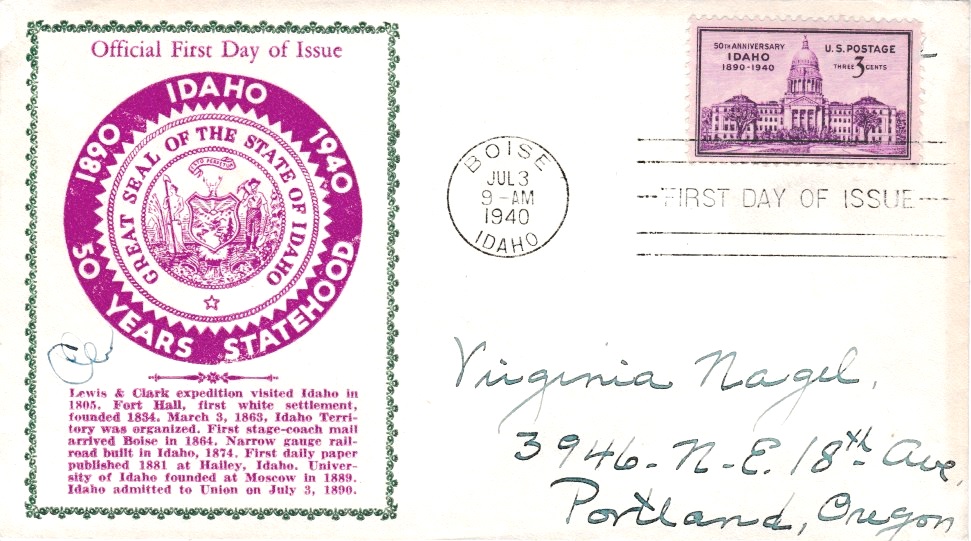 Official First Day of Issue
IDAHO
1890
1940
50 YEARS STATEHOOD
GREAT SEAL OF THE STATE OF IDAHO
ESTO PERPETUA
Lewis & Clark expedition visited Idaho in
1805. Fort Hall, first white settlement,
founded 1834. March 3, 1863, Idaho Terri-
tory was organized. First stage-coach mail
arrived Boise in 1864. Narrow gauge rail-
road built in Idaho, 1874. First daily paper
published 1881 at Hailey, Idaho. Univer-
sity of Idaho founded at Moscow in 1889.
Idaho admitted to Union on July 3, 1890.
50TH ANNIVERSARY
IDAHO
1890-1940
U.S. POSTAGE
THREE 3 CENTS
BOISE
JUL 3
9-AM
1940
IDAHO
FIRST DAY OF ISSUE
Virginia Nagel,
3946-N-E. 18th Ave,
Portland, Oregon